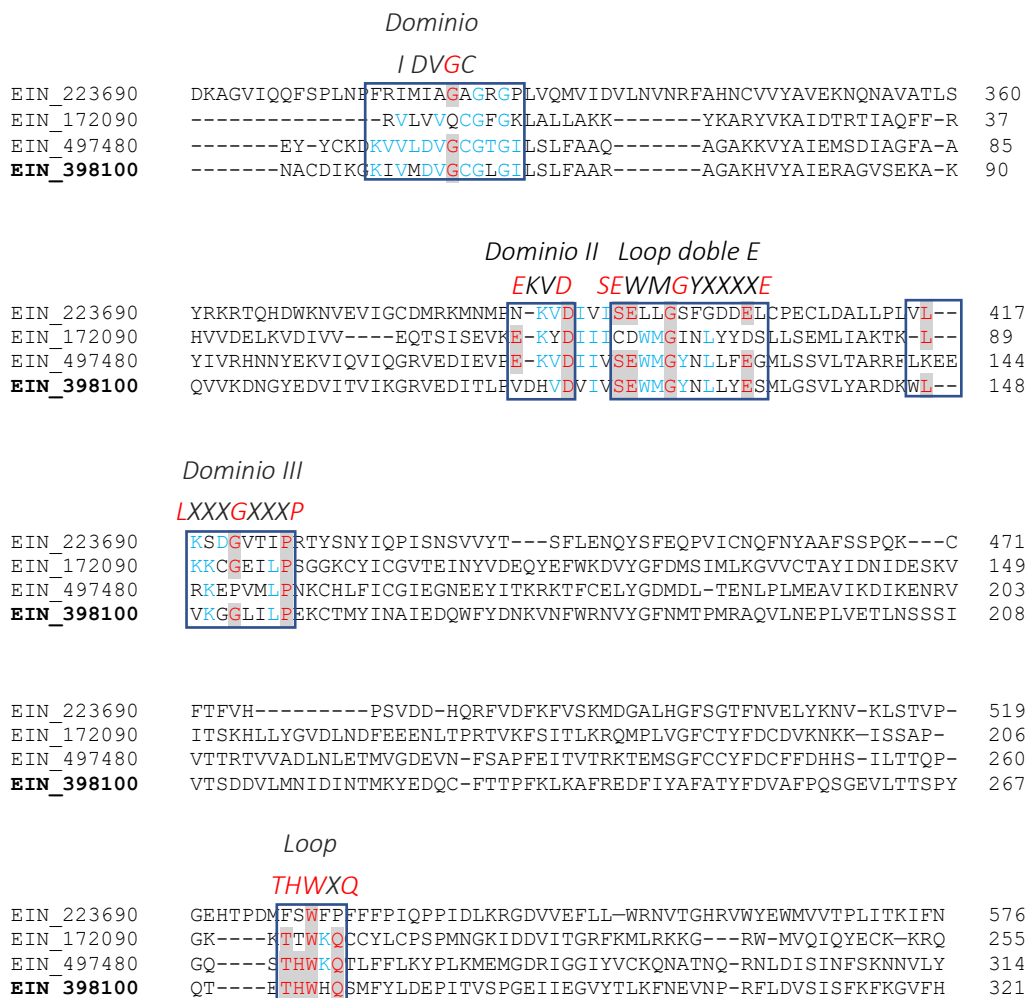 Dominio
I DVGC
EIN_223690 DKAGVIQQFSPLNPFRIMIAGAGRGPLVQMVIDVLNVNRFAHNCVVYAVEKNQNAVATLS 360
EIN_172090 ---------------RVLVVQCGFGKLALLAKK------YKARYVKAIDTRTIAQFF-R 37
EIN_497480 -------EY-YCKDKVVLDVGCGTGILSLFAAQ-------AGAKKVYAIEMSDIAGFA-A 85
EIN_398100 -------NACDIKGKIVMDVGCGLGILSLFAAR-------AGAKHVYAIERAGVSEKA-K 90
Dominio II Loop doble E
EKVD SEWMGYXXXXE
EIN_223690 YRKRTQHDWKNVEVIGCDMRKMNMPN-KVDIVISELLGSFGDDELCPECLDALLPLVL-- 417
EIN_172090 HVVDELKVDIVV----EQTSISEVKE-KYDIIICDWMGINLYYDSLLSEMLIAKTK-L-- 89
EIN_497480 YIVRHNNYEKVIQVIQGRVEDIEVPE-KVDVIVSEWMGYNLLFEGMLSSVLTARRFLKEE 144
EIN_398100 QVVKDNGYEDVITVIKGRVEDITLPVDHVDVIVSEWMGYNLLYESMLGSVLYARDKWL-- 148
Dominio III
LXXXGXXXP
EIN_223690 KSDGVTIPRTYSNYIQPISNSVVYT---SFLENQYSFEQPVICNQFNYAAFSSPQK---C 471
EIN_172090 KKCGEILPSGGKCYICGVTEINYVDEQYEFWKDVYGFDMSIMLKGVVCTAYIDNIDESKV 149
EIN_497480 RKEPVMLPNKCHLFICGIEGNEEYITKRKTFCELYGDMDL-TENLPLMEAVIKDIKENRV 203
EIN_398100 VKGGLILPEKCTMYINAIEDQWFYDNKVNFWRNVYGFNMTPMRAQVLNEPLVETLNSSSI 208
EIN_223690 FTFVH---------PSVDD-HQRFVDFKFVSKMDGALHGFSGTFNVELYKNV-KLSTVP- 519
EIN_172090 ITSKHLLYGVDLNDFEEENLTPRTVKFSITLKRQMPLVGFCTYFDCDVKNKK—ISSAP- 206
EIN_497480 VTTRTVVADLNLETMVGDEVN-FSAPFEITVTRKTEMSGFCCYFDCFFDHHS-ILTTQP- 260
EIN_398100 VTSDDVLMNIDINTMKYEDQC-FTTPFKLKAFREDFIYAFATYFDVAFPQSGEVLTTSPY 267
Loop
THWXQ
EIN_223690 GEHTPDMFSWFPFFFPIQPPIDLKRGDVVEFLL—WRNVTGHRVWYEWMVVTPLITKIFN 576
EIN_172090 GK----KTTWKQCCYLCPSPMNGKIDDVITGRFKMLRKKG---RW-MVQIQYECK—KRQ 255
EIN_497480 GQ----STHWKQTLFFLKYPLKMEMGDRIGGIYVCKQNATNQ-RNLDISINFSKNNVLY 314
EIN_398100 QT----ETHWHQSMFYLDEPITVSPGEIIEGVYTLKFNEVNP-RFLDVSISFKFKGVFH 321